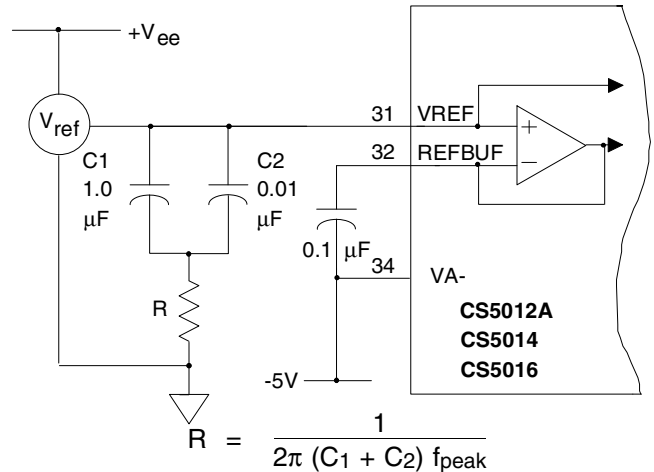 +Vee
Vref
31 VREF
+
32 REFBUF
–
C1
1.0
µF
C2
0.01
µF
0.1 µF
34 VA-
R
CS5012A
CS5014
CS5016
-5V
R = 1 / 2π (C1 + C2) fpeak